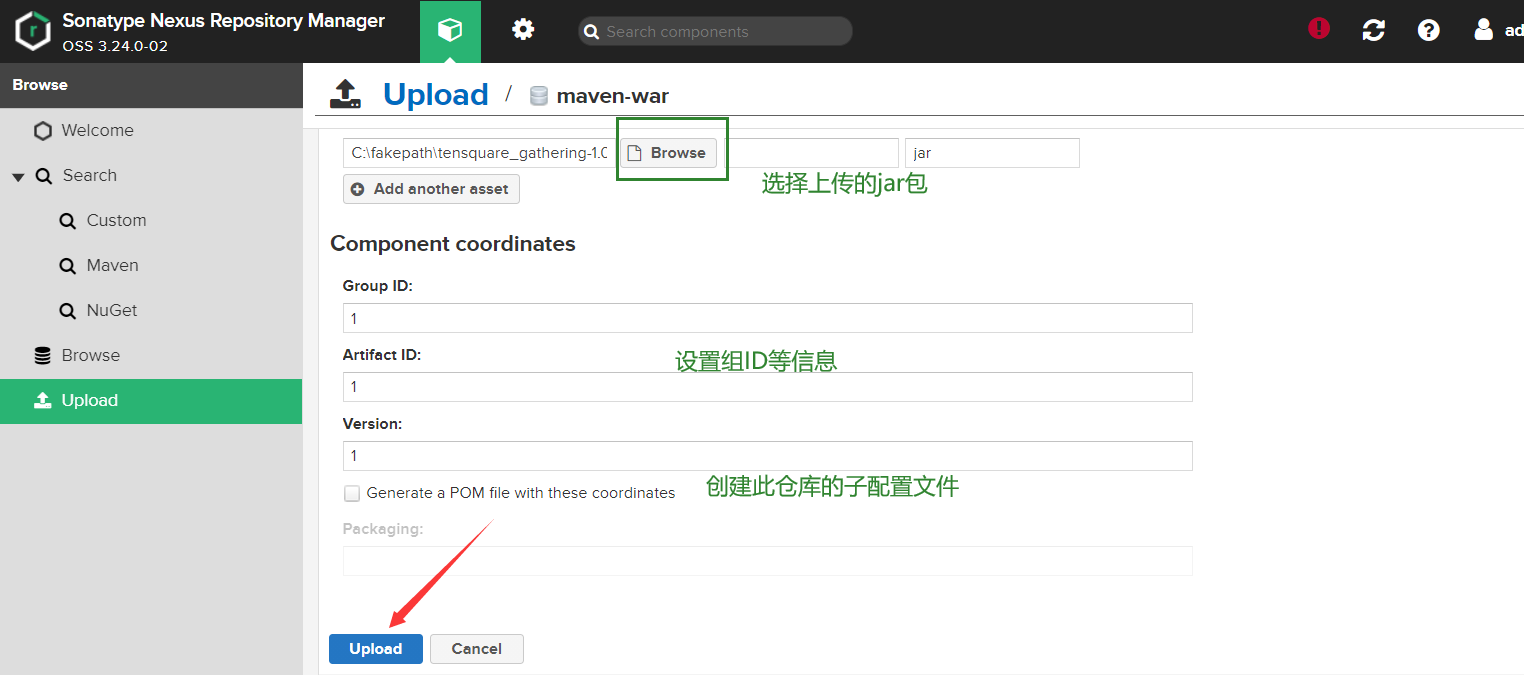 Sonatype Nexus Repository Manager
OSS 3.24.0-02
Search components
ad
Browse
Welcome
Search
Custom
Maven
NuGet
Browse
Upload
Upload / maven-war
C:\fakepath\tensquare_gathering-1.0
Browse
jar
选择上传的jar包
Add another asset
Component coordinates
Group ID:
1
Artifact ID:
设置组ID等信息
1
Version:
1
Generate a POM file with these coordinates
创建此仓库的子配置文件
Packaging:
Upload
Cancel